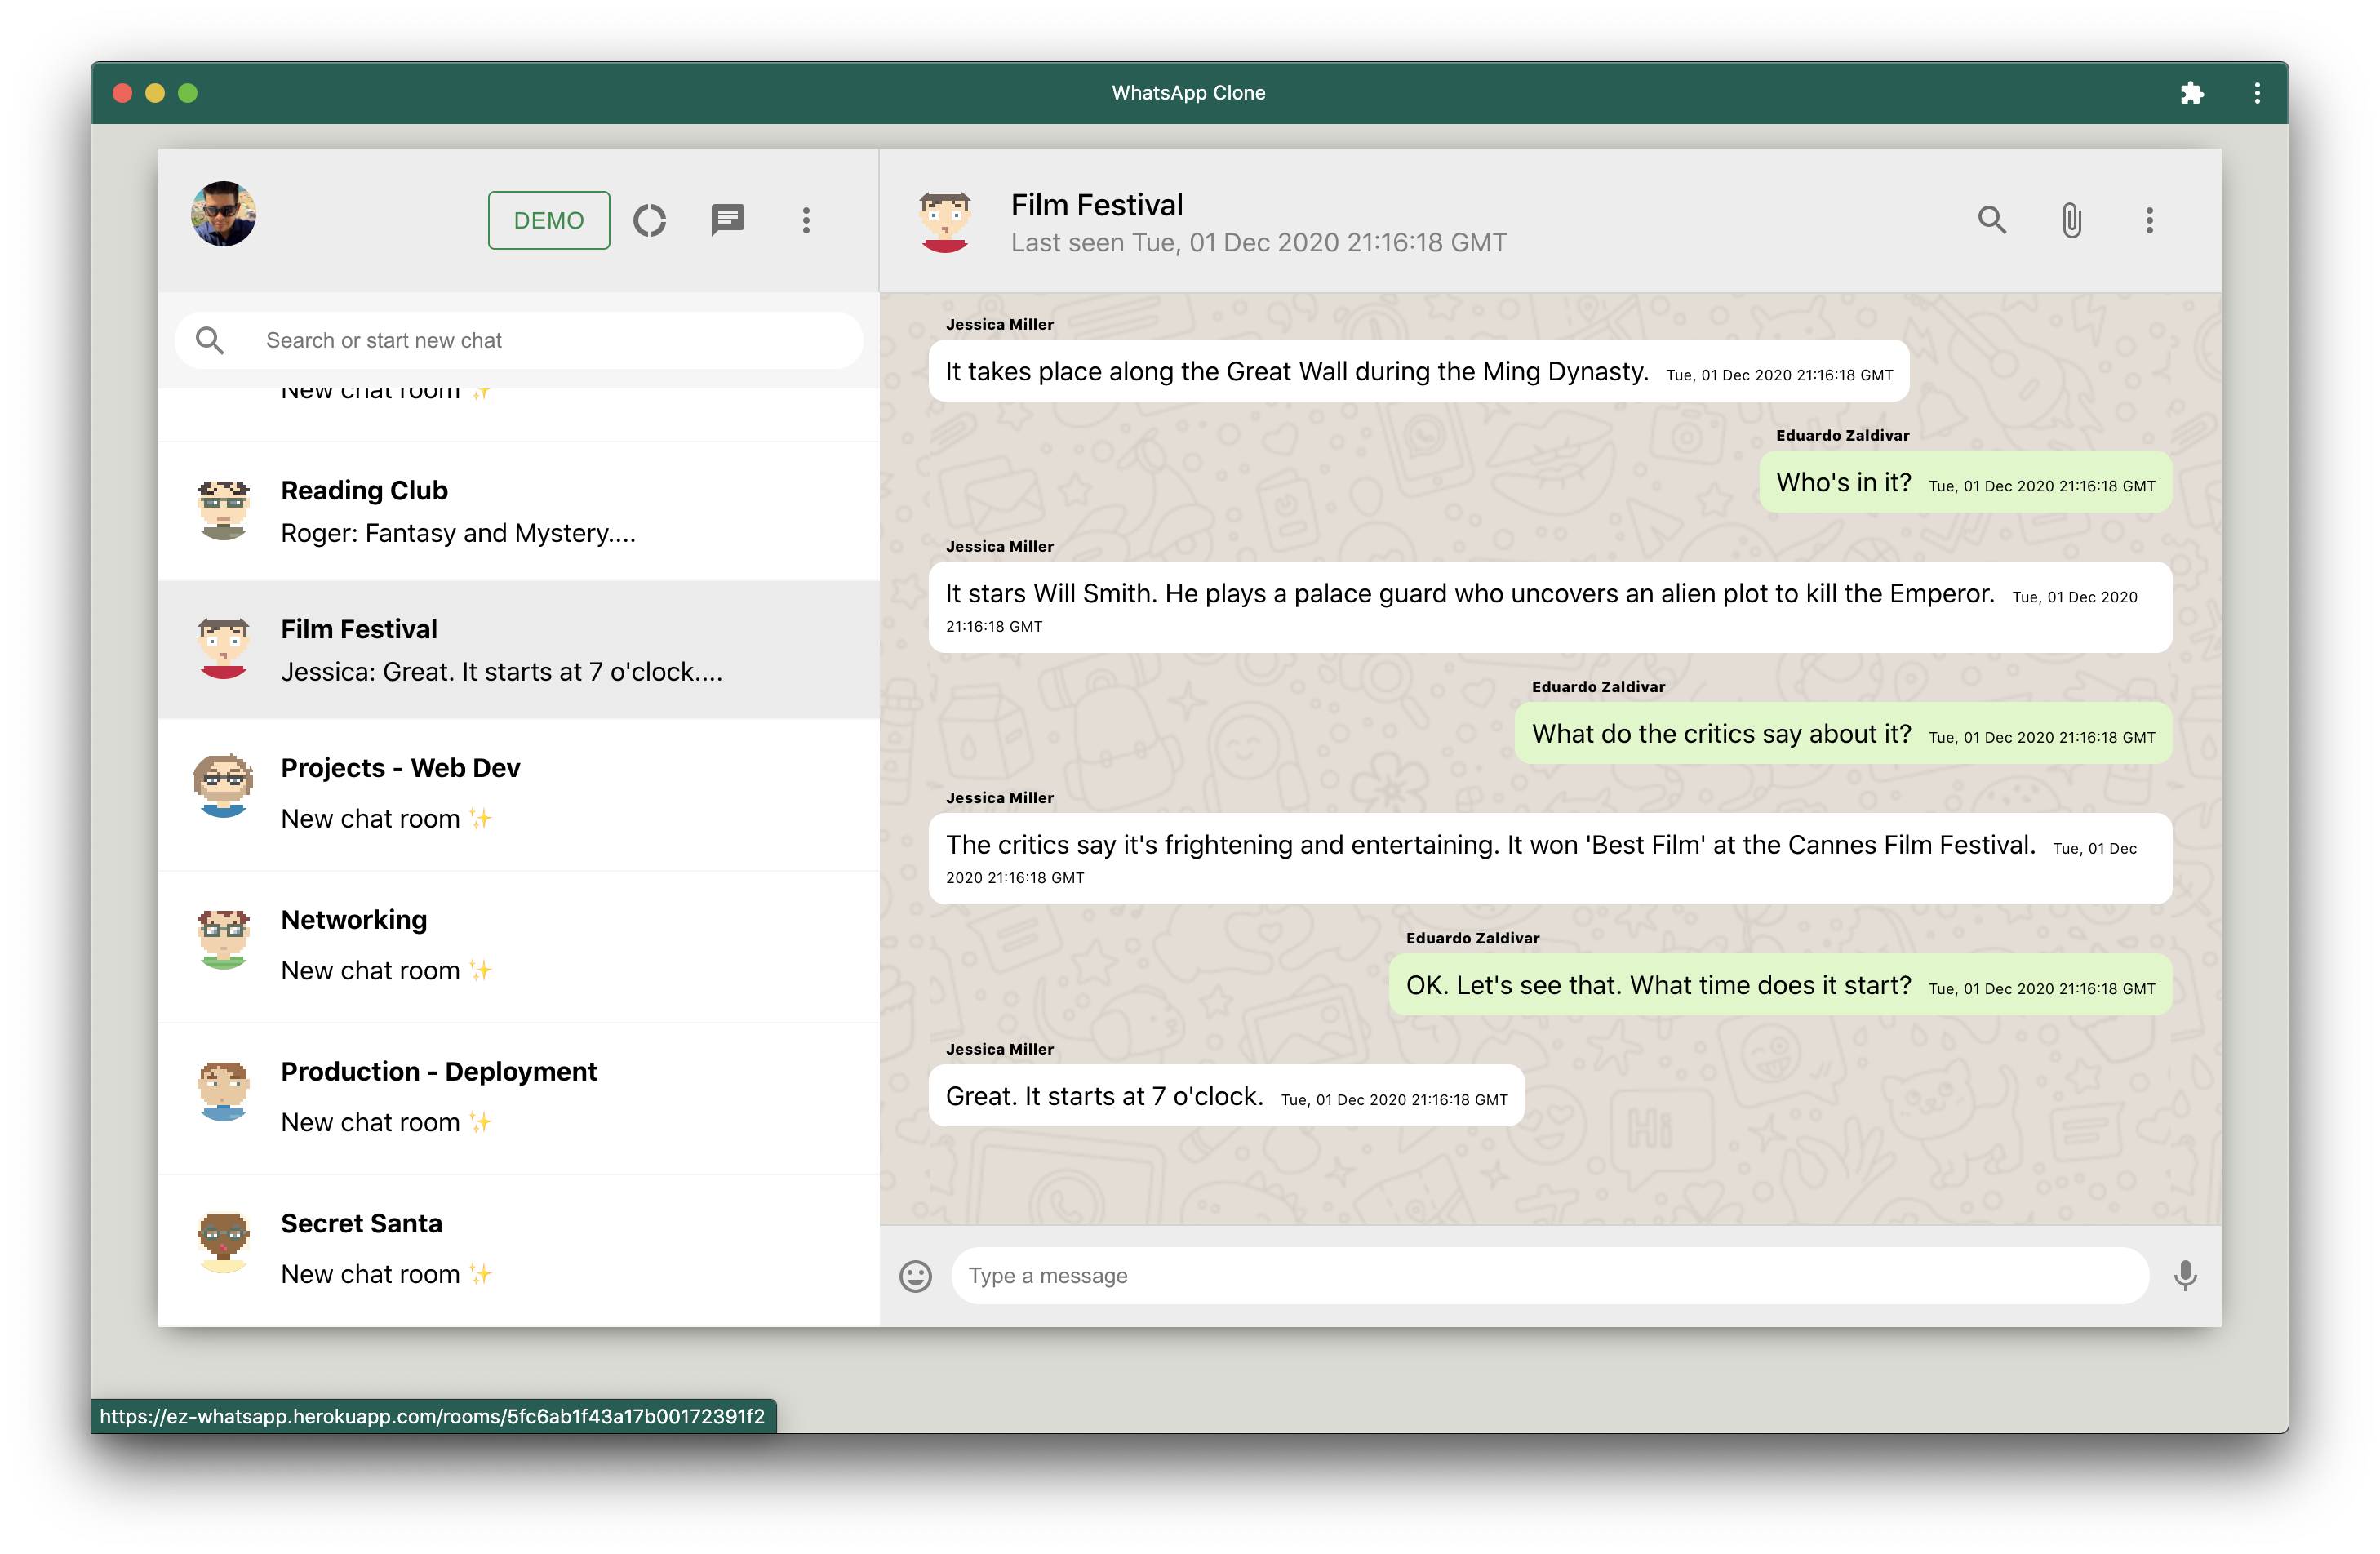 WhatsApp Clone
DEMO
Search or start new chat
New chat room ✨
Reading Club
Roger: Fantasy and Mystery....
Film Festival
Jessica: Great. It starts at 7 o'clock....
Projects - Web Dev
New chat room ✨
Networking
New chat room ✨
Production - Deployment
New chat room ✨
Secret Santa
New chat room ✨
Film Festival
Last seen Tue, 01 Dec 2020 21:16:18 GMT
Jessica Miller
It takes place along the Great Wall during the Ming Dynasty. Tue, 01 Dec 2020 21:16:18 GMT
Eduardo Zaldivar
Who's in it? Tue, 01 Dec 2020 21:16:18 GMT
Jessica Miller
It stars Will Smith. He plays a palace guard who uncovers an alien plot to kill the Emperor. Tue, 01 Dec 2020
21:16:18 GMT
Eduardo Zaldivar
What do the critics say about it? Tue, 01 Dec 2020 21:16:18 GMT
Jessica Miller
The critics say it's frightening and entertaining. It won 'Best Film' at the Cannes Film Festival. Tue, 01 Dec
2020 21:16:18 GMT
Eduardo Zaldivar
OK. Let's see that. What time does it start? Tue, 01 Dec 2020 21:16:18 GMT
Jessica Miller
Great. It starts at 7 o'clock. Tue, 01 Dec 2020 21:16:18 GMT
Hi
Type a message
https://ez-whatsapp.herokuapp.com/rooms/5fc6ab1f43a17b00172391f2